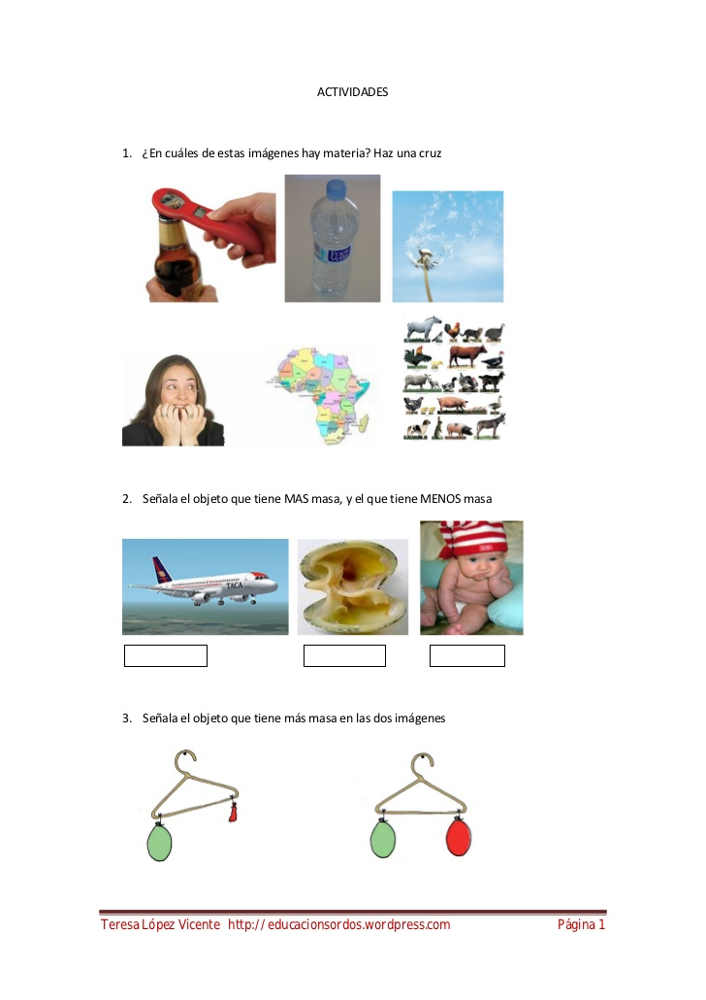 ACTIVIDADES
1. ¿En cuáles de estas imágenes hay materia? Haz una cruz
2. Señala el objeto que tiene MAS masa, y el que tiene MENOS masa
TACA
3. Señala el objeto que tiene más masa en las dos imágenes
Teresa López Vicente http://educacionsordos.wordpress.com Página 1